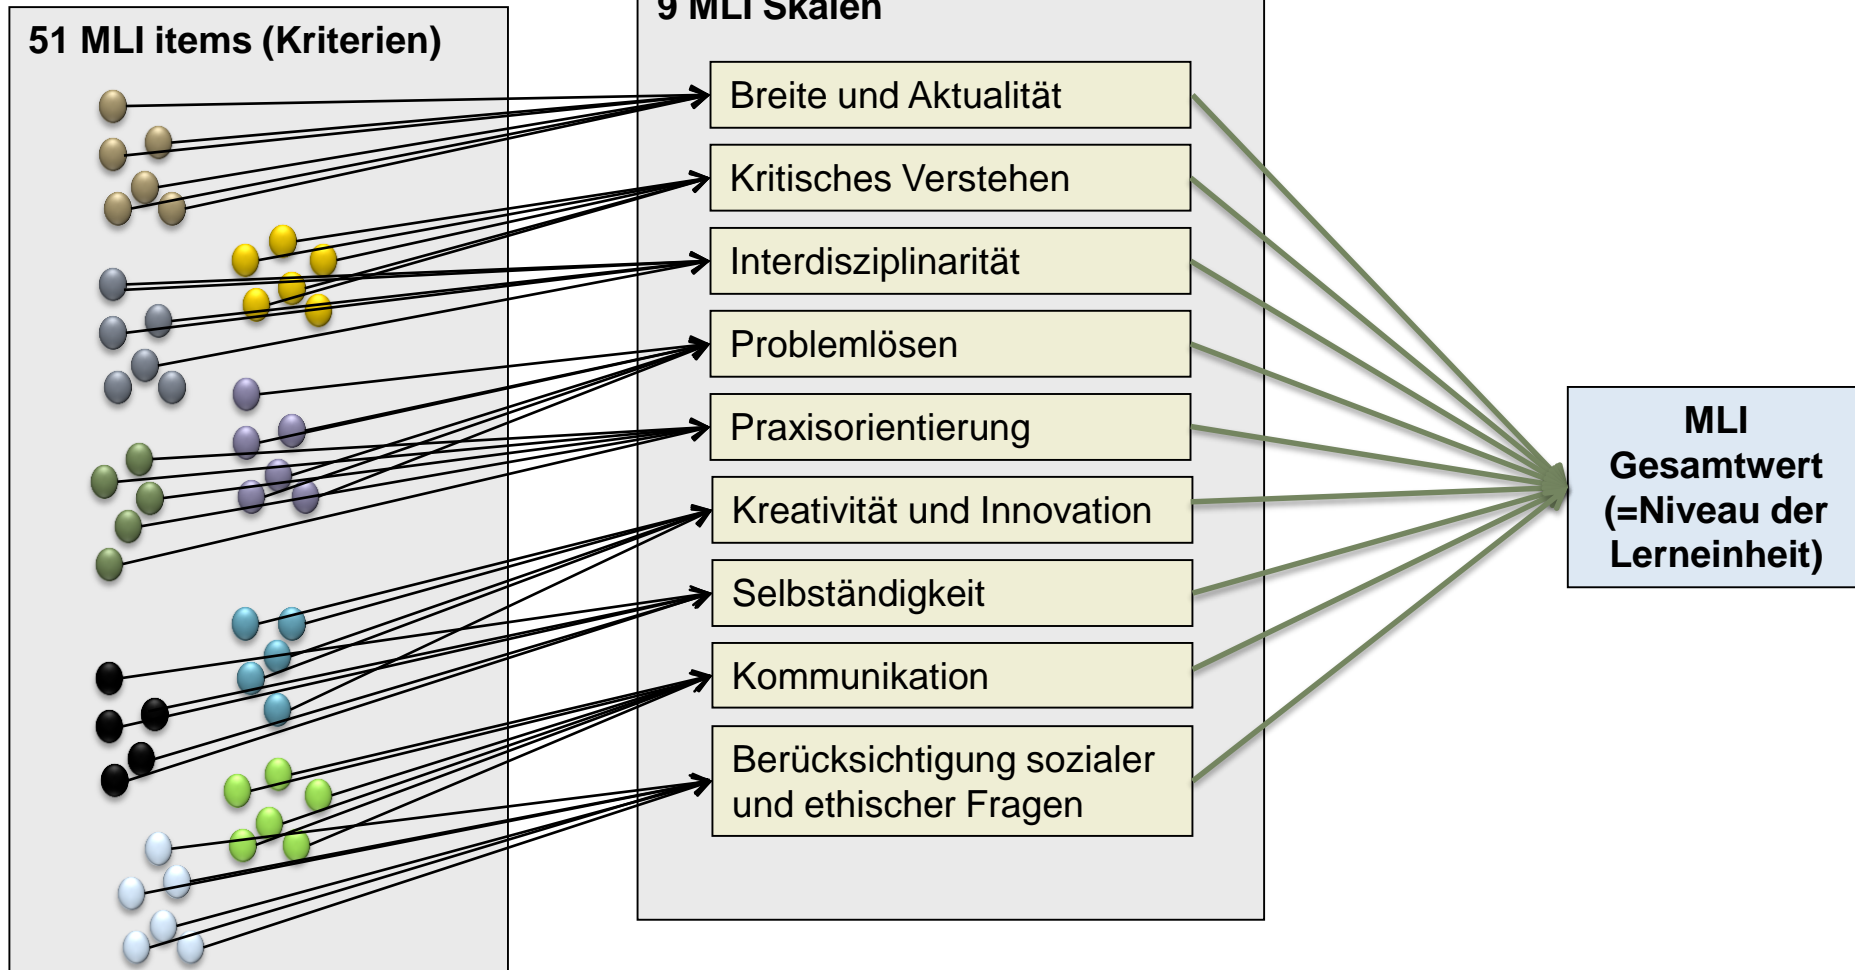 51 MLI items (Kriterien)
9 MLI Skalen
Breite und Aktualität
Kritisches Verstehen
Interdisziplinarität
Problemlösen
Praxisorientierung
Kreativität und Innovation
Selbständigkeit
Kommunikation
Berücksichtigung sozialer
und ethischer Fragen
MLI
Gesamtwert
(=Niveau der
Lerneinheit)